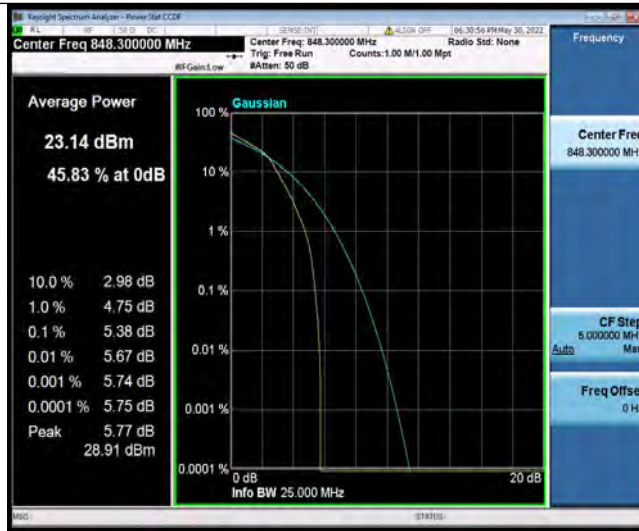 Keysight Spectrum Analyzer - Power Stat CCDF
RL RF 50 Ω DC SENSE:INT ALIGN OFF 06:30:56 PM May 30, 2022
Center Freq 848.300000 MHz
Center Freq: 848.300000 MHz Radio Std: None
Trig: Free Run Counts:1.00 M/1.00 Mpt
#IFGain:Low #Atten: 50 dB
Frequency
Average Power
23.14 dBm
45.83 % at 0dB
10.0 % 2.98 dB
1.0 % 4.75 dB
0.1 % 5.38 dB
0.01 % 5.67 dB
0.001 % 5.74 dB
0.0001 % 5.75 dB
Peak 5.77 dB
28.91 dBm
Gaussian
100 %
10 %
1 %
0.1 %
0.01 %
0.001 %
0.0001 %
0 dB 20 dB
Info BW 25.000 MHz
Center Freq
848.300000 MH
CF Step
5.000000 MH
Auto Ma
Freq Offse
0 H
MSG STATUS